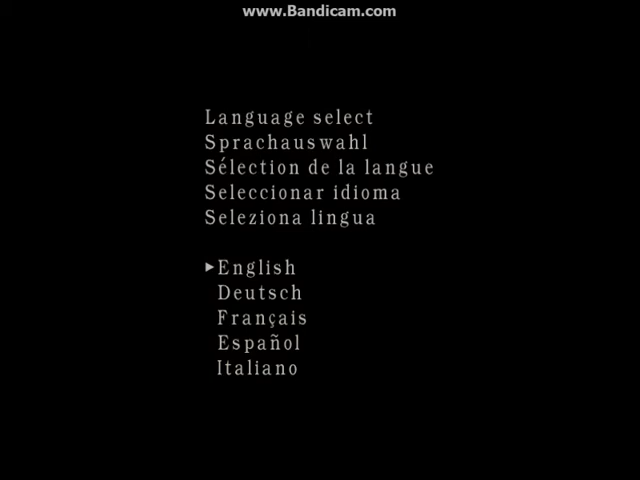 www.Bandicam.com
Language select
Sprachauswahl
Sélection de la langue
Seleccionar idioma
Seleziona lingua
►English
Deutsch
Français
Español
Italiano